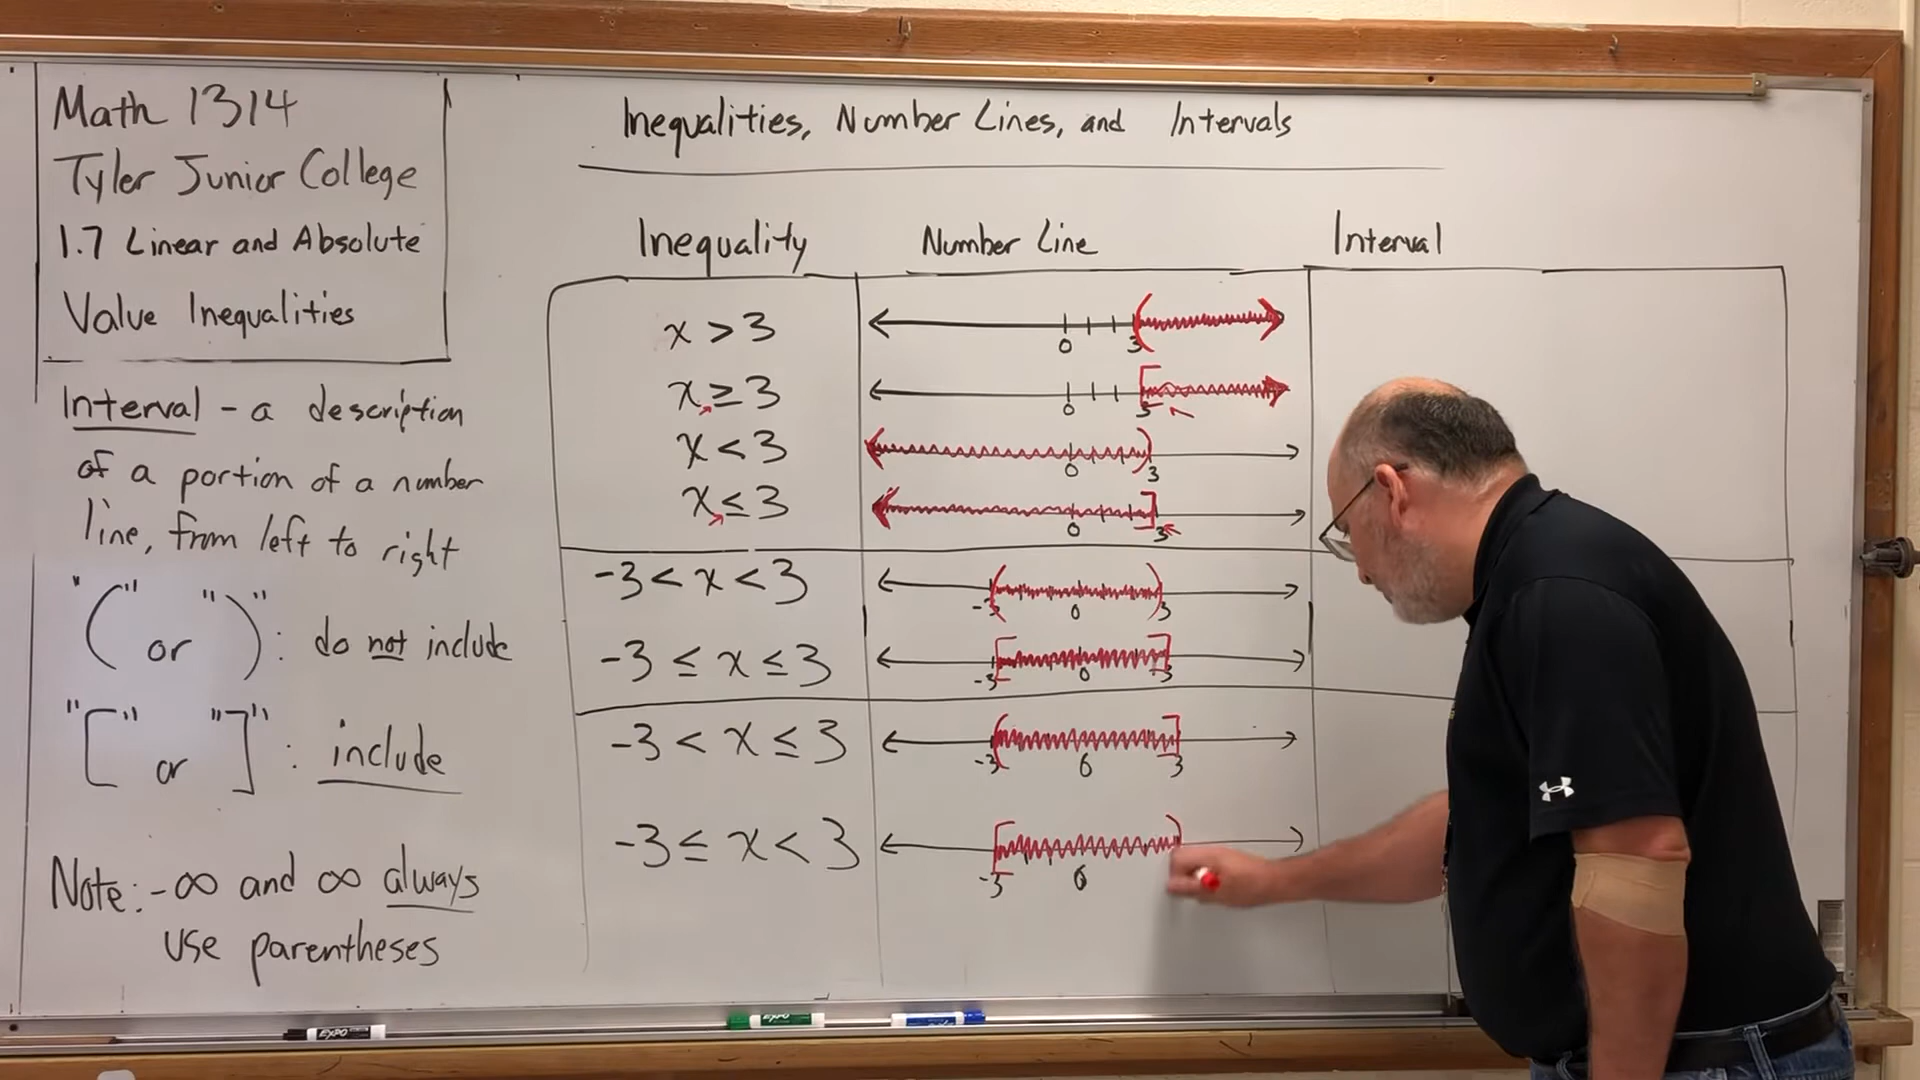 Math 1314
Tyler Junior College
1.7 Linear and Absolute
Value Inequalities
Interval - a description
of a portion of a number
line, from left to right
"(" or ")": do not include
"[" or "]": include
Note: -∞ and ∞ always
use parentheses
Inequalities, Number Lines, and Intervals
Inequality Number Line Interval
x > 3
0 3
x ≥ 3
0 3
x < 3
0 3
x ≤ 3
0 3
-3 < x < 3
-3 0 3
-3 ≤ x ≤ 3
-3 0 3
-3 < x ≤ 3
-3 0 3
-3 ≤ x < 3
-3 0
EXPO
EXPO